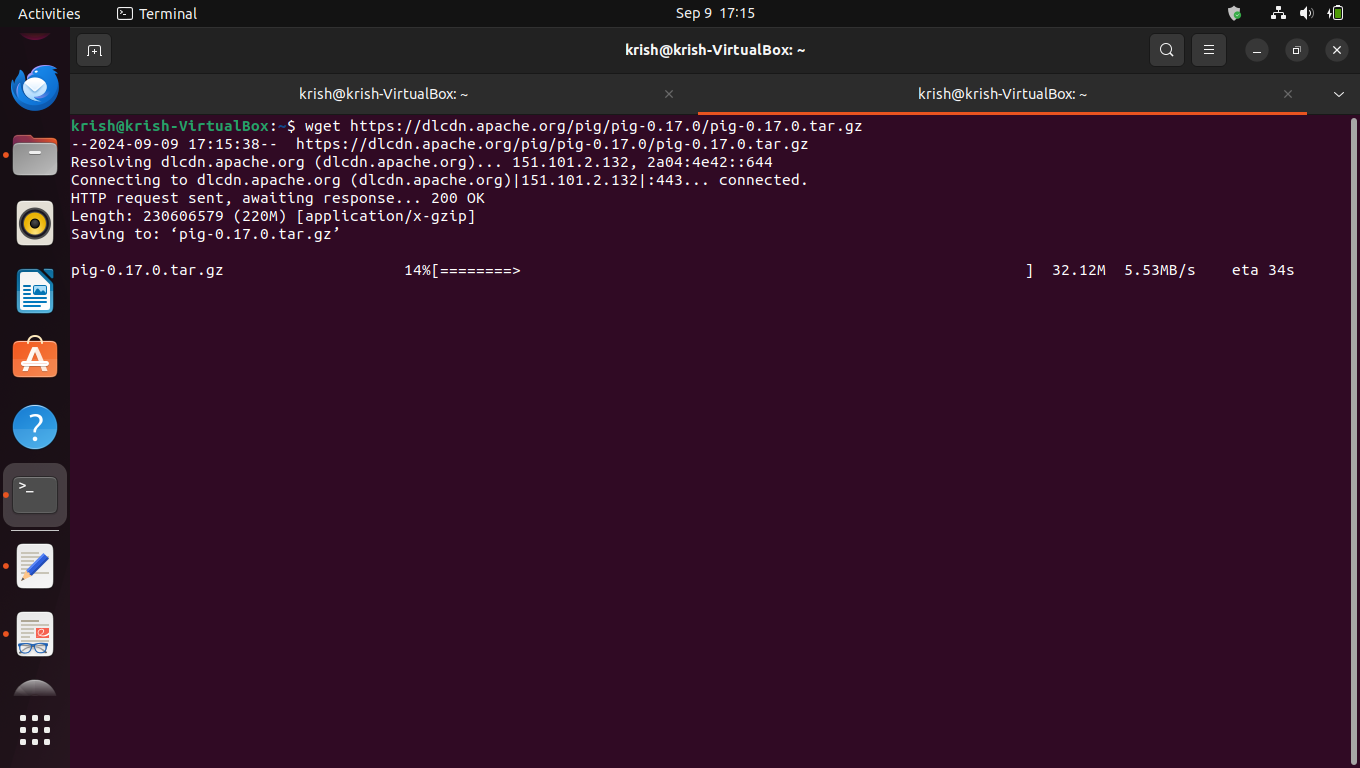 Activities Terminal Sep 9 17:15
krish@krish-VirtualBox: ~
krish@krish-VirtualBox: ~ krish@krish-VirtualBox: ~
krish@krish-VirtualBox:~$ wget https://dlcdn.apache.org/pig/pig-0.17.0/pig-0.17.0.tar.gz
--2024-09-09 17:15:38--  https://dlcdn.apache.org/pig/pig-0.17.0/pig-0.17.0.tar.gz
Resolving dlcdn.apache.org (dlcdn.apache.org)... 151.101.2.132, 2a04:4e42::644
Connecting to dlcdn.apache.org (dlcdn.apache.org)|151.101.2.132|:443... connected.
HTTP request sent, awaiting response... 200 OK
Length: 230606579 (220M) [application/x-gzip]
Saving to: ‘pig-0.17.0.tar.gz’
pig-0.17.0.tar.gz 14%[========> ] 32.12M 5.53MB/s eta 34s